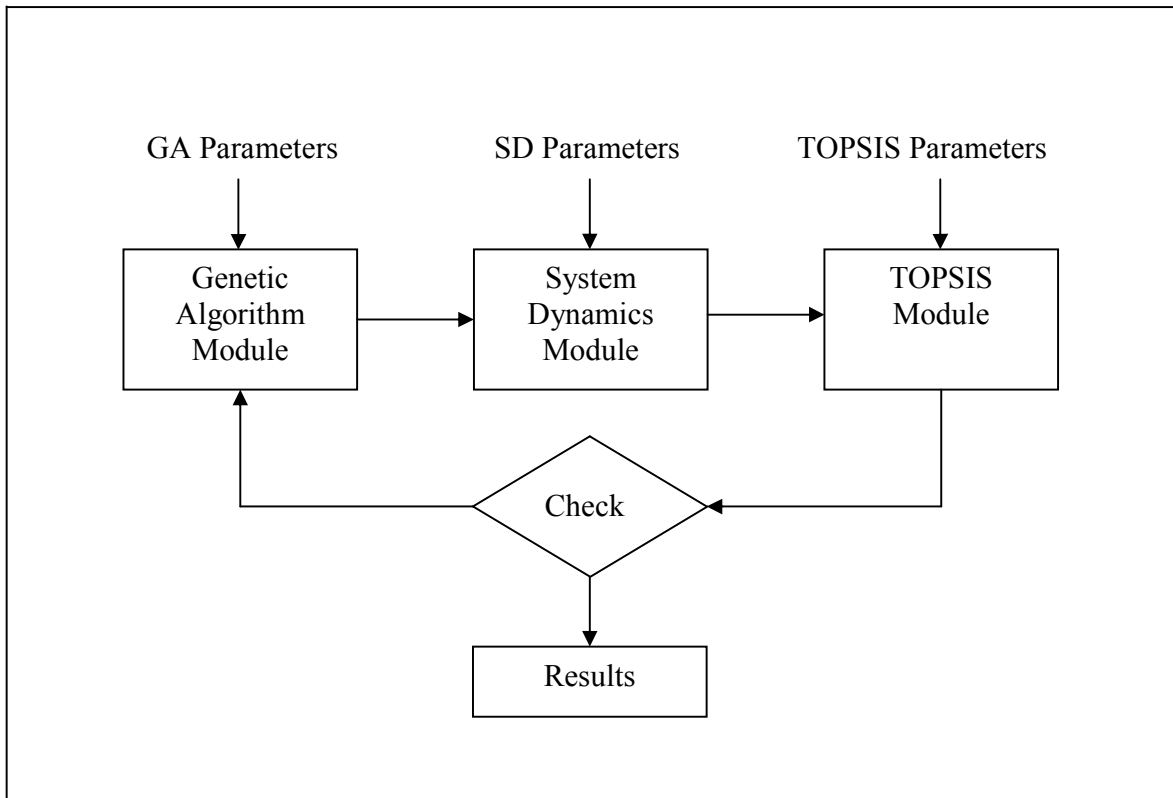 GA Parameters
SD Parameters
TOPSIS Parameters
Genetic
Algorithm
Module
System
Dynamics
Module
TOPSIS
Module
Check
Results